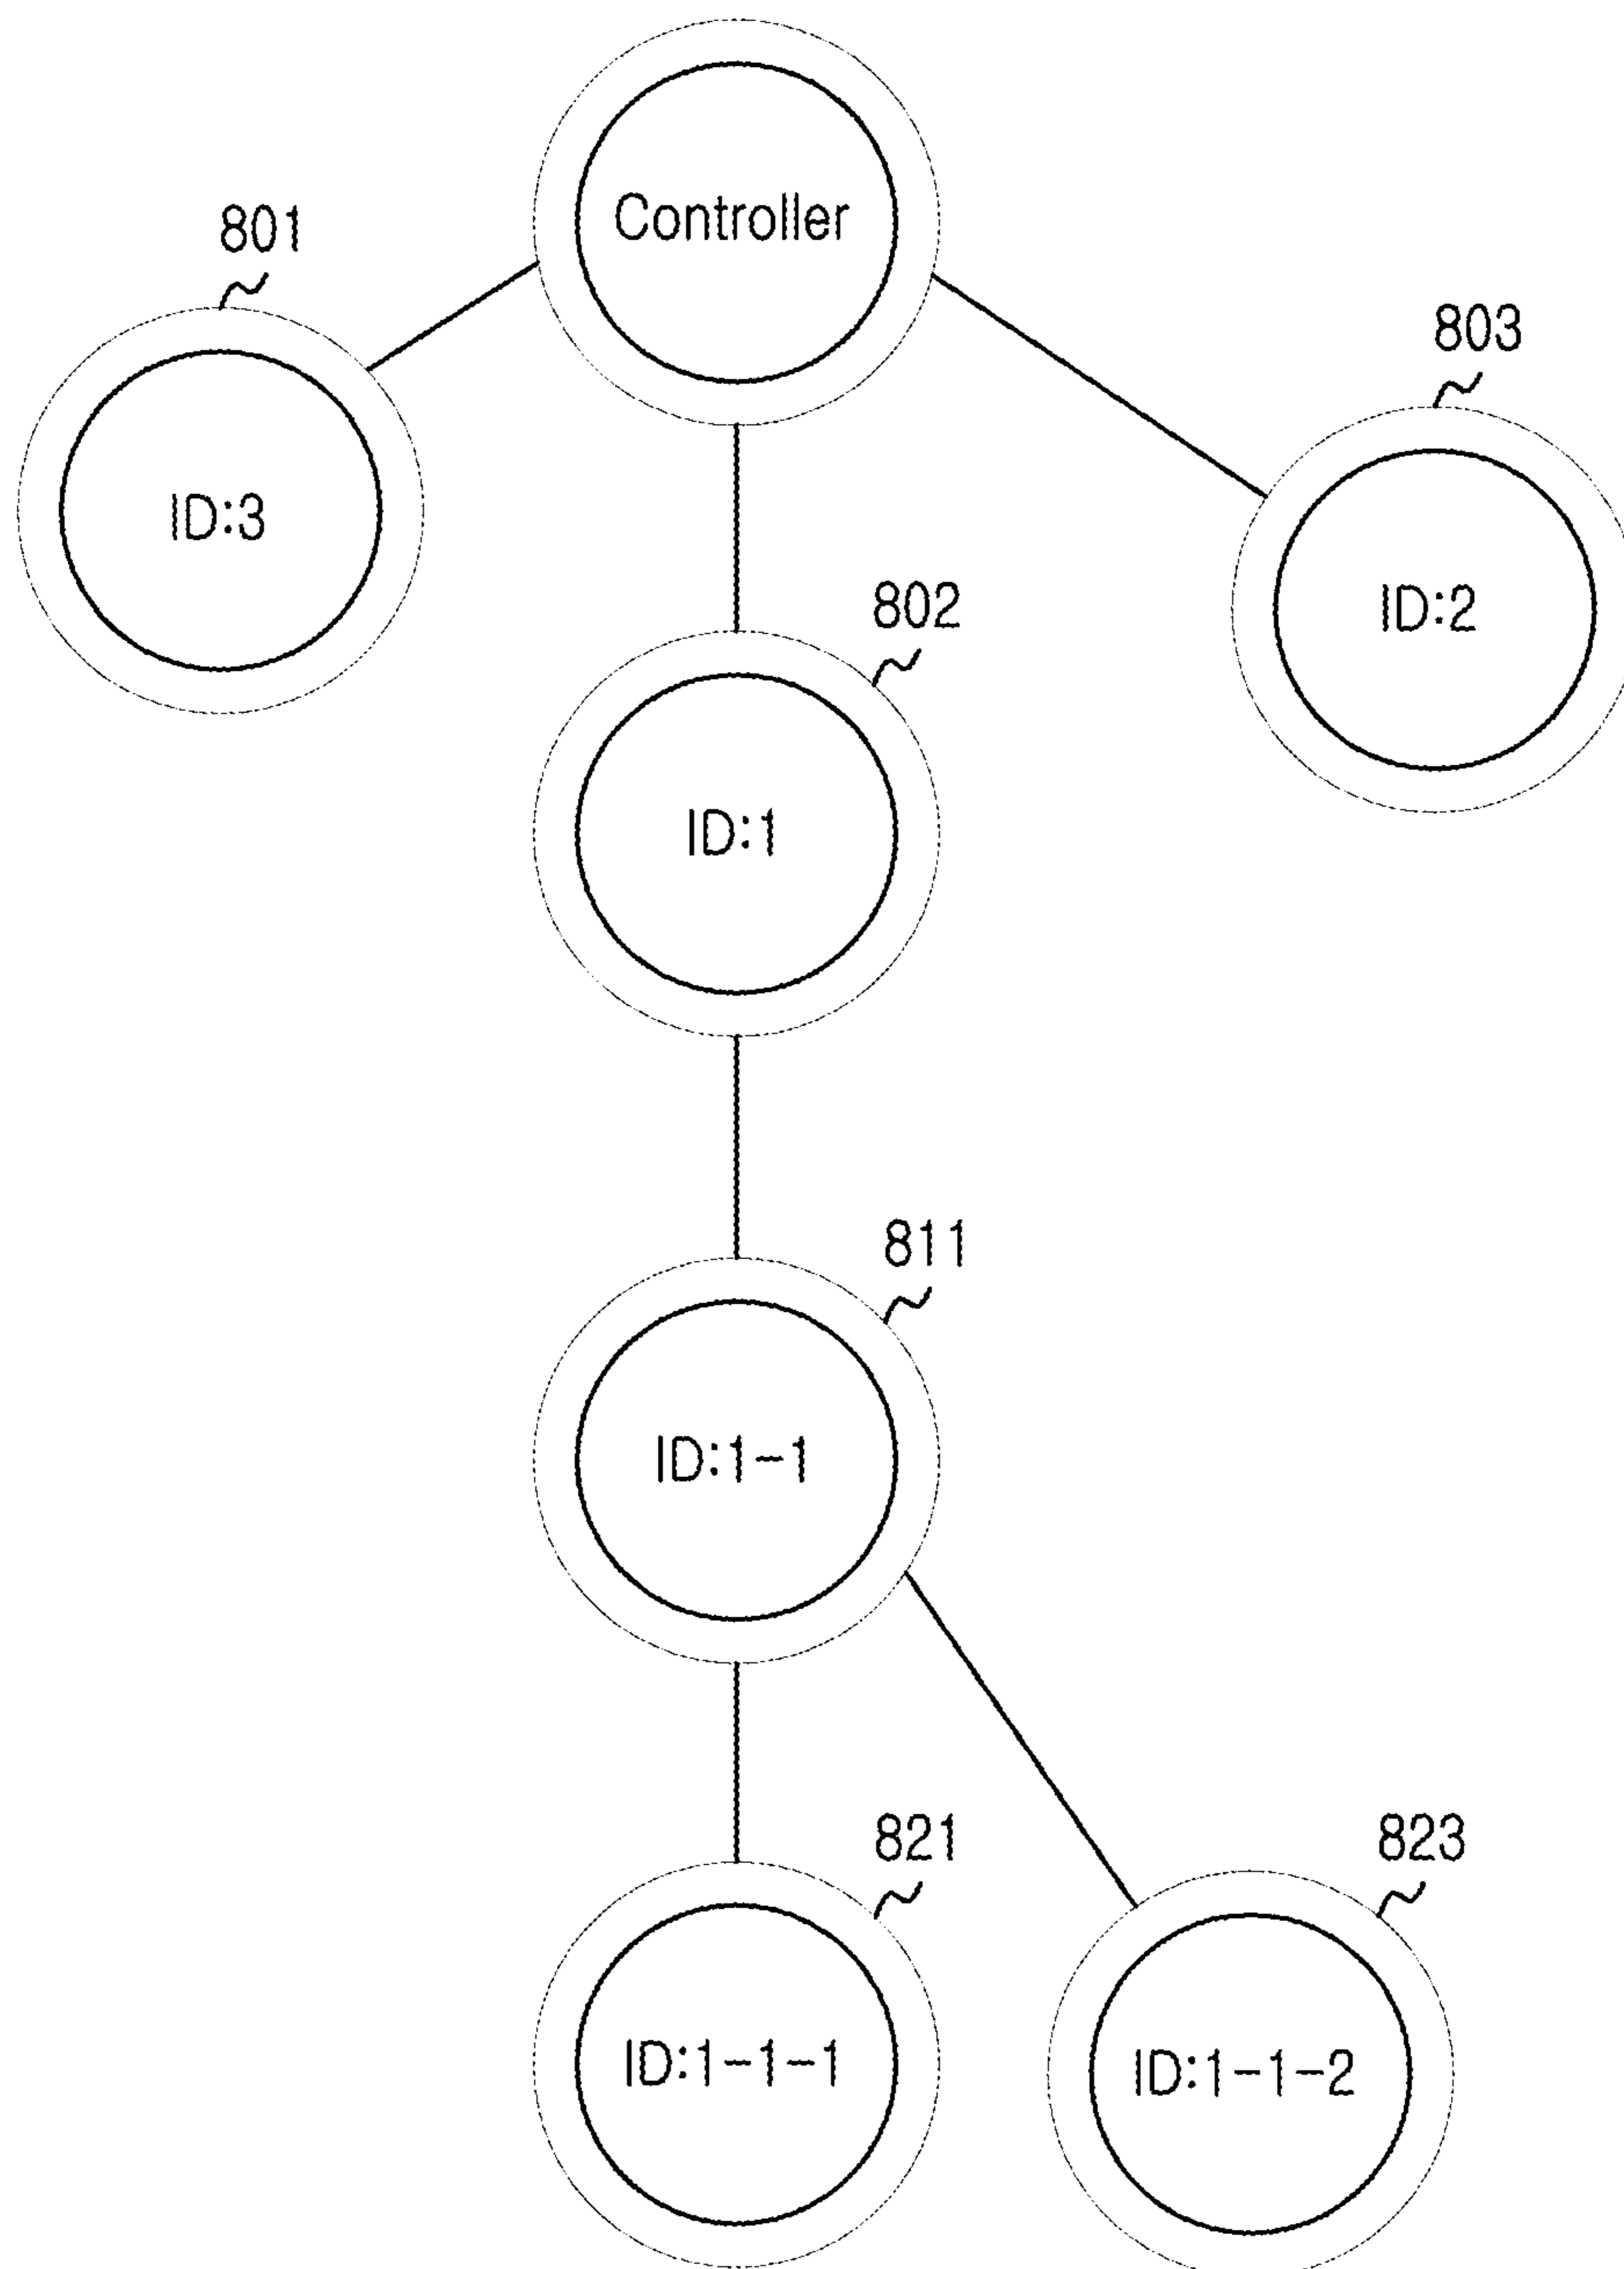 Controller
801
ID:3
803
ID:2
802
ID:1
811
ID:1-1
821
ID:1-1-1
823
ID:1-1-2